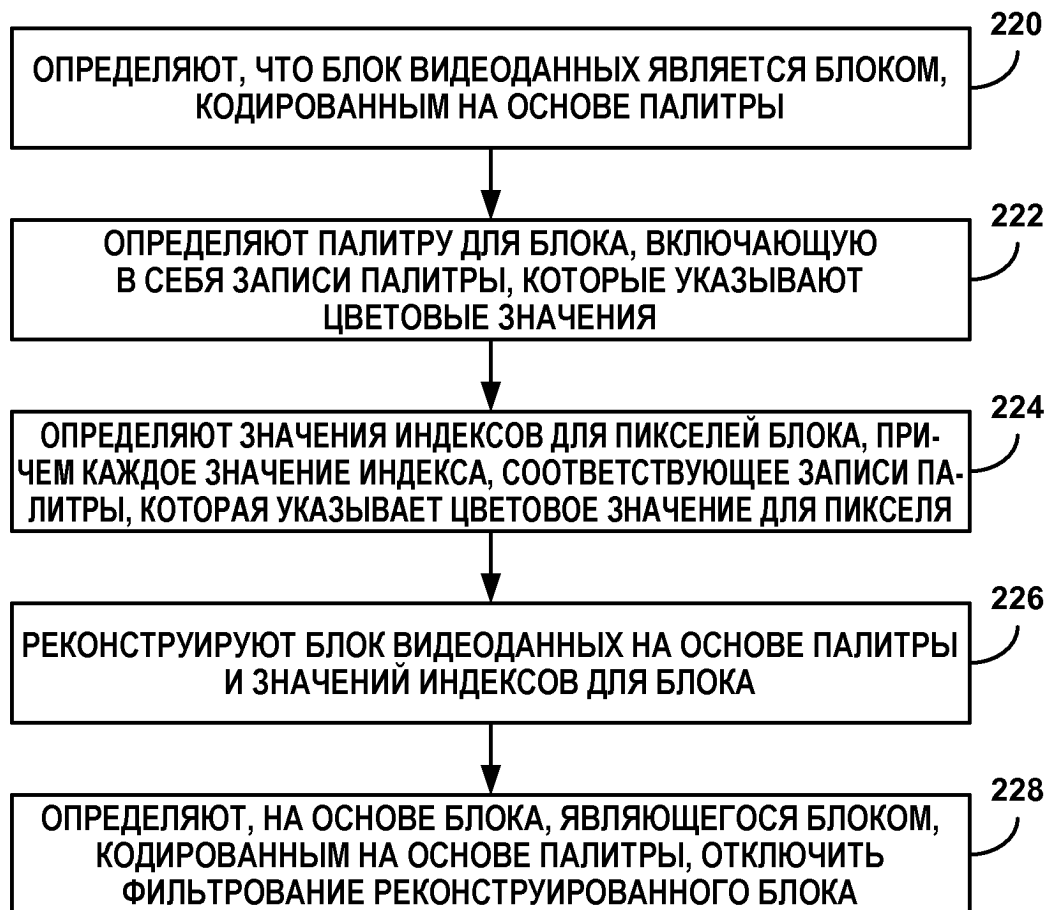 220
ОПРЕДЕЛЯЮТ, ЧТО БЛОК ВИДЕОДАННЫХ ЯВЛЯЕТСЯ БЛОКОМ,
КОДИРОВАННЫМ НА ОСНОВЕ ПАЛИТРЫ
222
ОПРЕДЕЛЯЮТ ПАЛИТРУ ДЛЯ БЛОКА, ВКЛЮЧАЮЩУЮ
В СЕБЯ ЗАПИСИ ПАЛИТРЫ, КОТОРЫЕ УКАЗЫВАЮТ
ЦВЕТОВЫЕ ЗНАЧЕНИЯ
224
ОПРЕДЕЛЯЮТ ЗНАЧЕНИЯ ИНДЕКСОВ ДЛЯ ПИКСЕЛЕЙ БЛОКА, ПРИ-
ЧЕМ КАЖДОЕ ЗНАЧЕНИЕ ИНДЕКСА, СООТВЕТСТВУЮЩЕЕ ЗАПИСИ ПА-
ЛИТРЫ, КОТОРАЯ УКАЗЫВАЕТ ЦВЕТОВОЕ ЗНАЧЕНИЕ ДЛЯ ПИКСЕЛЯ
226
РЕКОНСТРУИРУЮТ БЛОК ВИДЕОДАННЫХ НА ОСНОВЕ ПАЛИТРЫ
И ЗНАЧЕНИЙ ИНДЕКСОВ ДЛЯ БЛОКА
228
ОПРЕДЕЛЯЮТ, НА ОСНОВЕ БЛОКА, ЯВЛЯЮЩЕГОСЯ БЛОКОМ,
КОДИРОВАННЫМ НА ОСНОВЕ ПАЛИТРЫ, ОТКЛЮЧИТЬ
ФИЛЬТРОВАНИЕ РЕКОНСТРУИРОВАННОГО БЛОКА